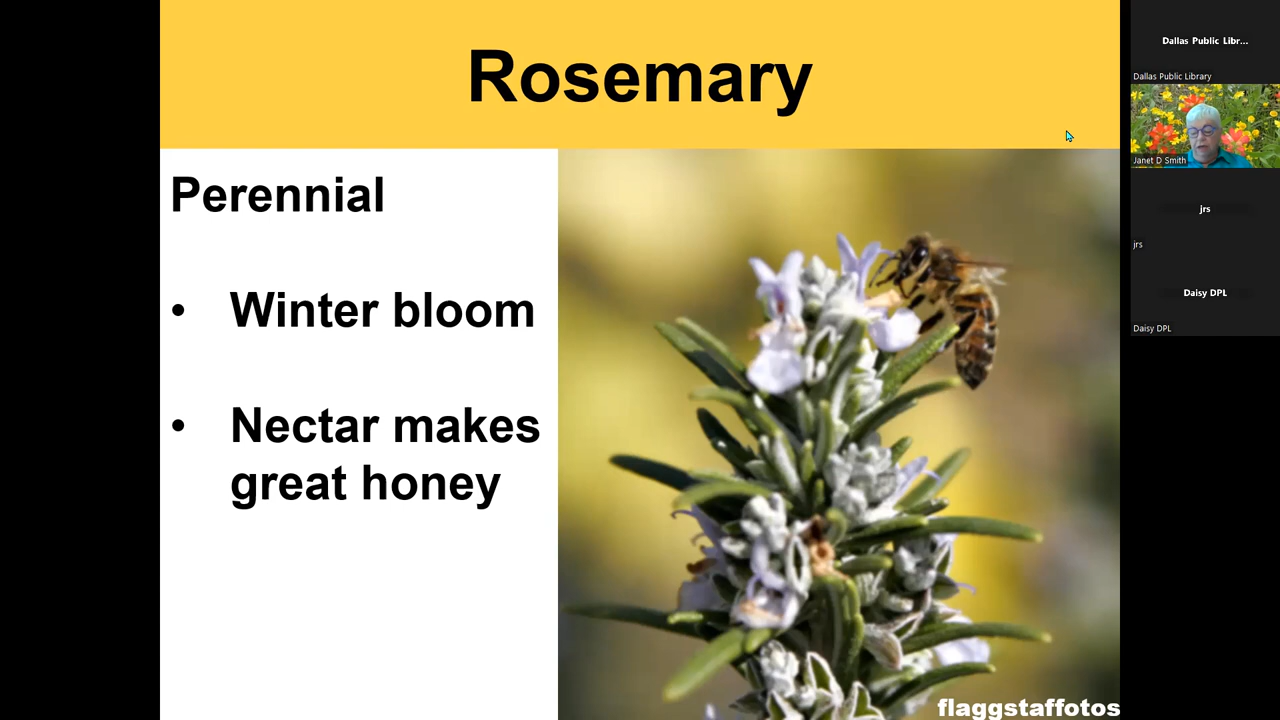 Rosemary
Perennial
• Winter bloom
• Nectar makes
great honey
flaggstaffotos
Dallas Public Libr...
Dallas Public Library
Janet D Smith
jrs
jrs
Daisy DPL
Daisy DPL